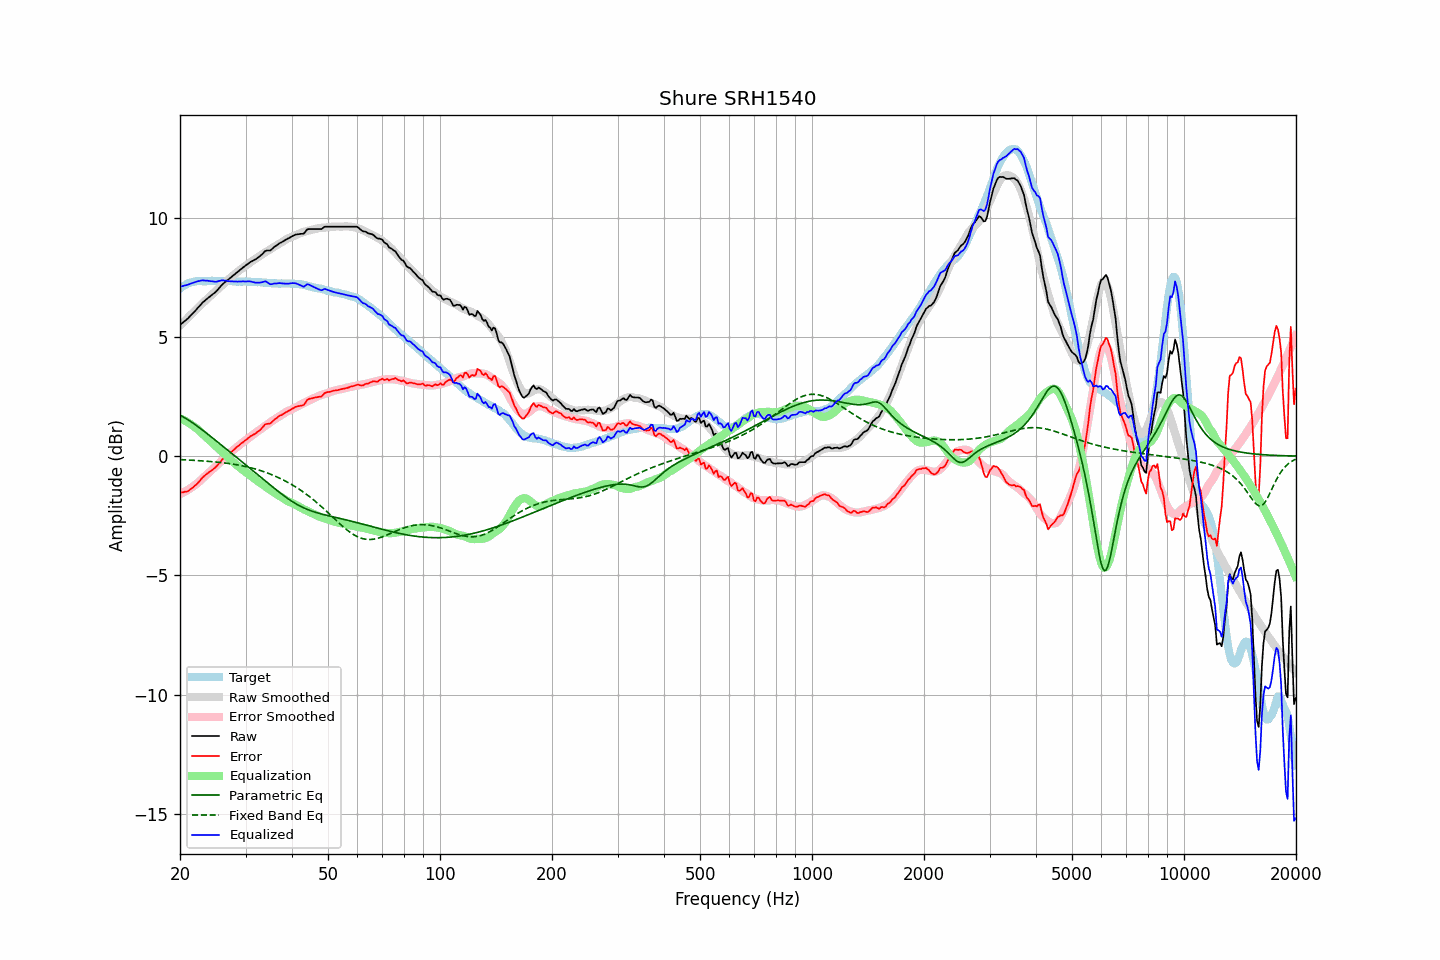 Shure SRH1540
Amplitude (dBr)
10
5
0
−5
−10
−15
Target
Raw Smoothed
Error Smoothed
Raw
Error
Equalization
Parametric Eq
Fixed Band Eq
Equalized
20 50 100 200 500 1000 2000 5000 10000 20000
Frequency (Hz)